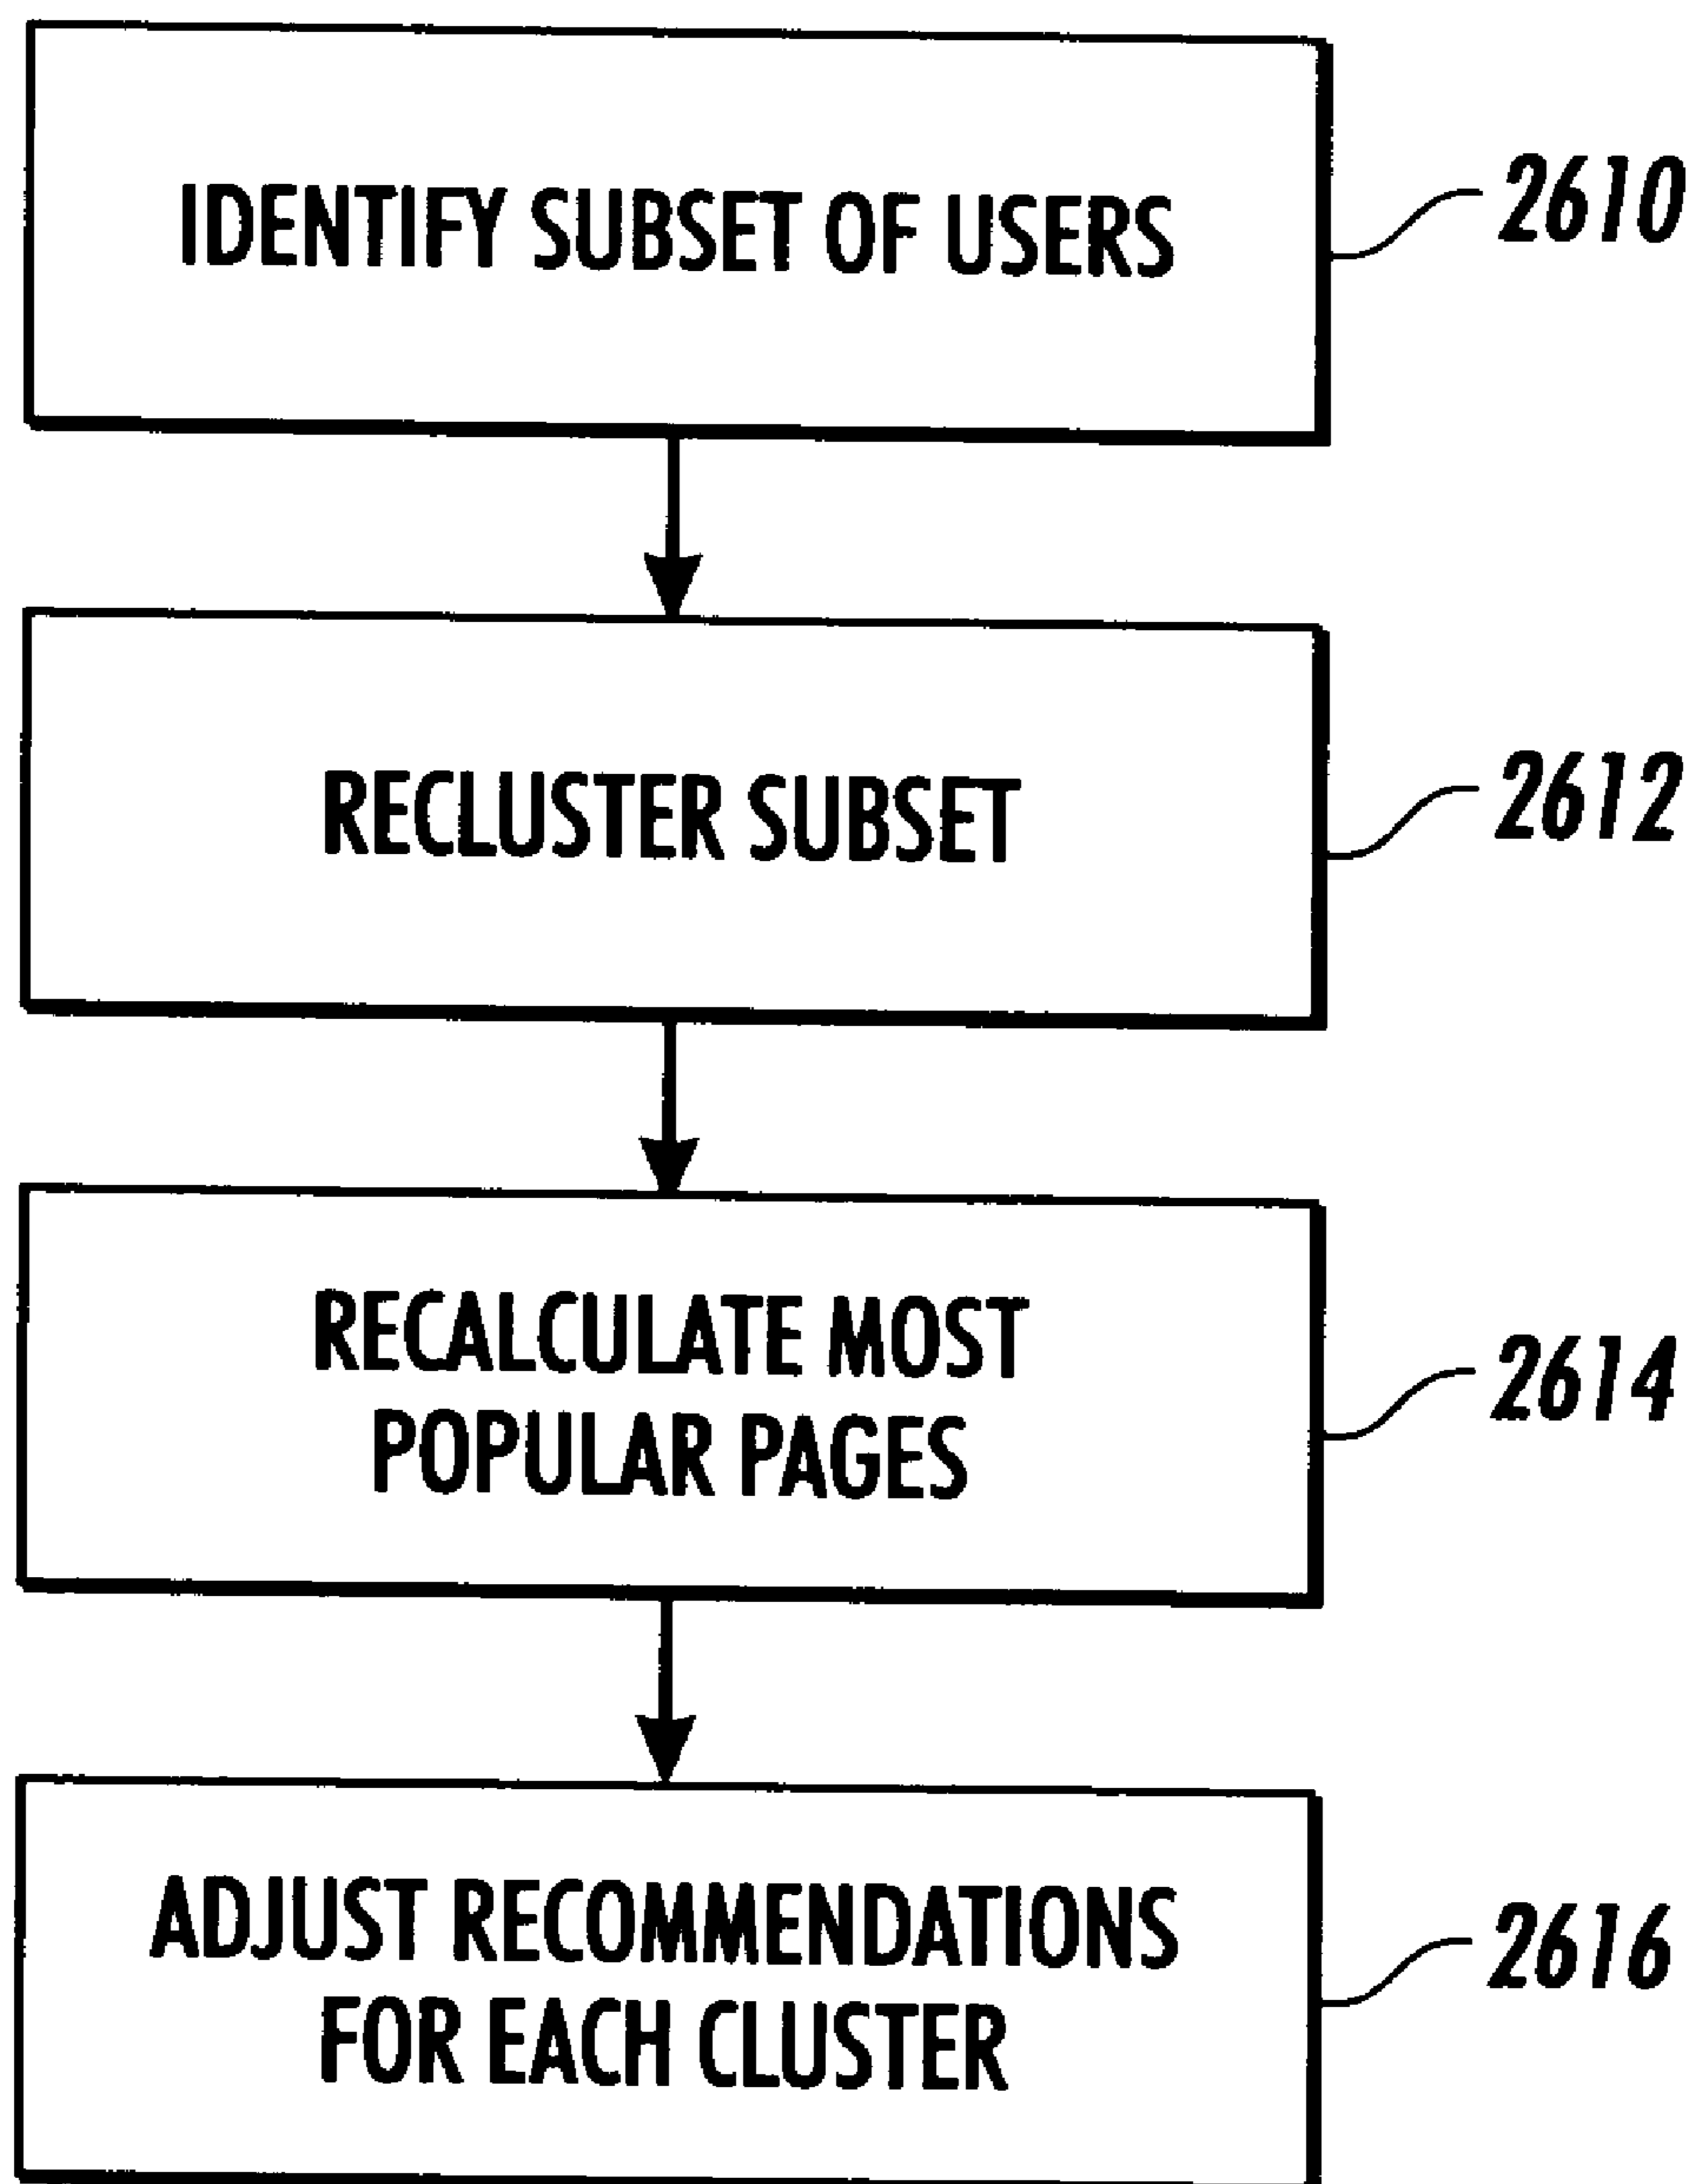 IDENTIFY SUBSET OF USERS
2610
RECLUSTER SUBSET
2612
RECALCULATE MOST
POPULAR PAGES
2614
ADJUST RECOMMENDATIONS
FOR EACH CLUSTER
2616